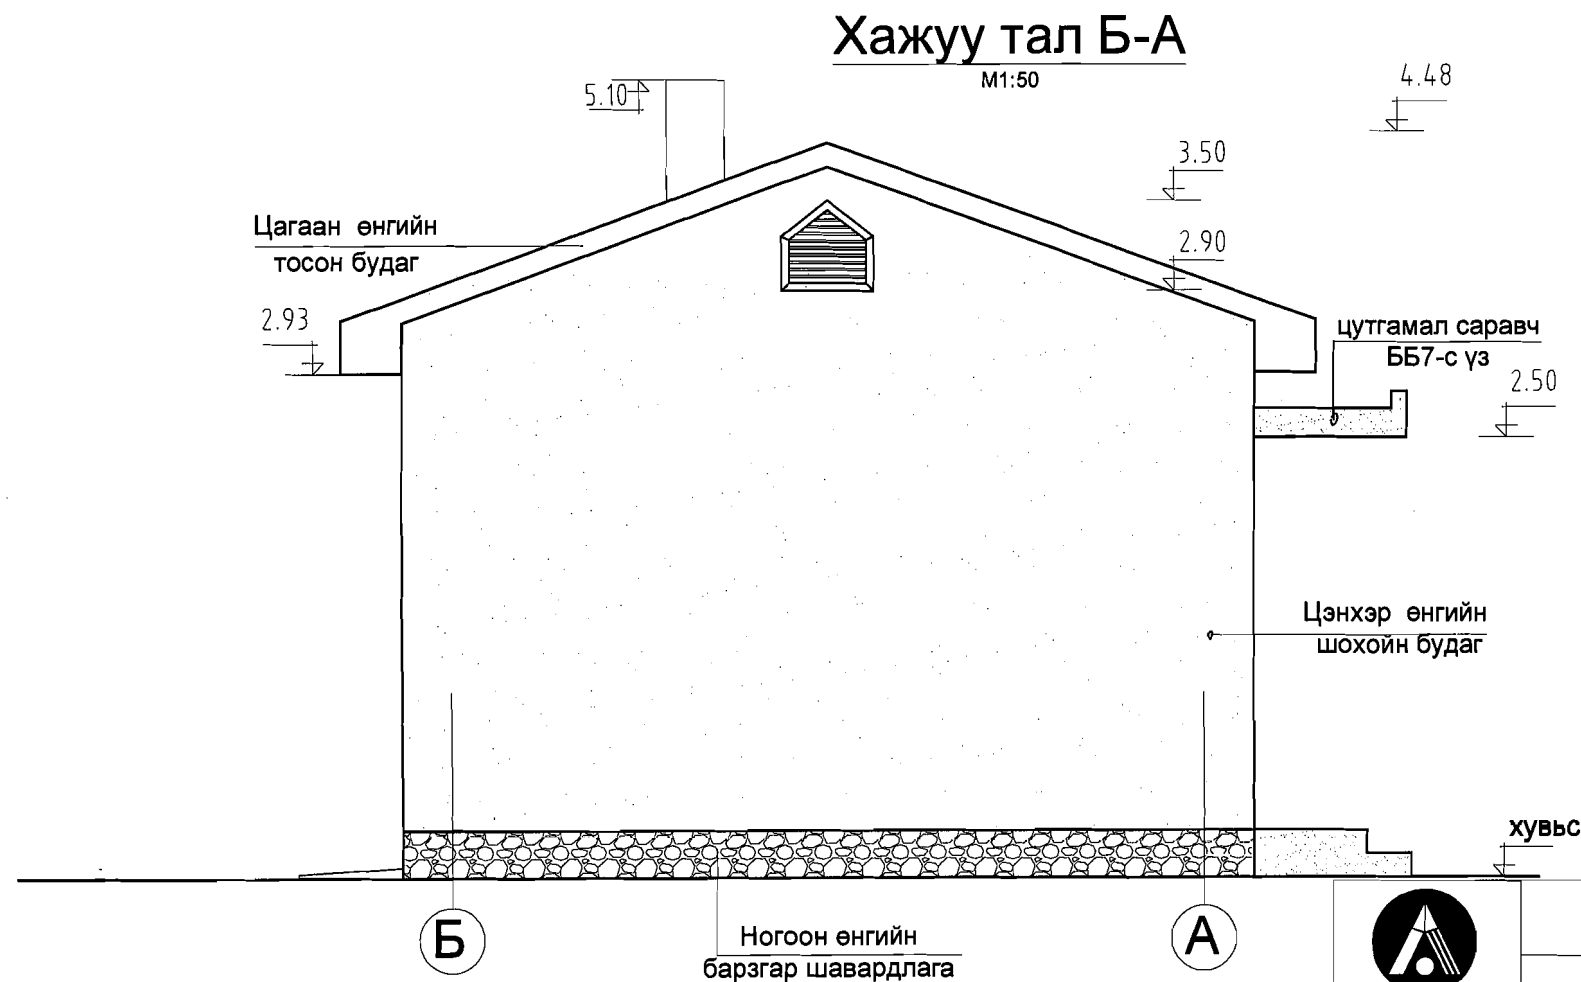 Хажуу тал Б-А
М1:50
5.10
4.48
3.50
Цагаан өнгийн
тосон будаг
2.90
2.93
цутгамал саравч
ББ7-с үз
2.50
Цэнхэр өнгийн
шохойн будаг
хувьс
Б
А
Ногоон өнгийн
барзгар шавардлага